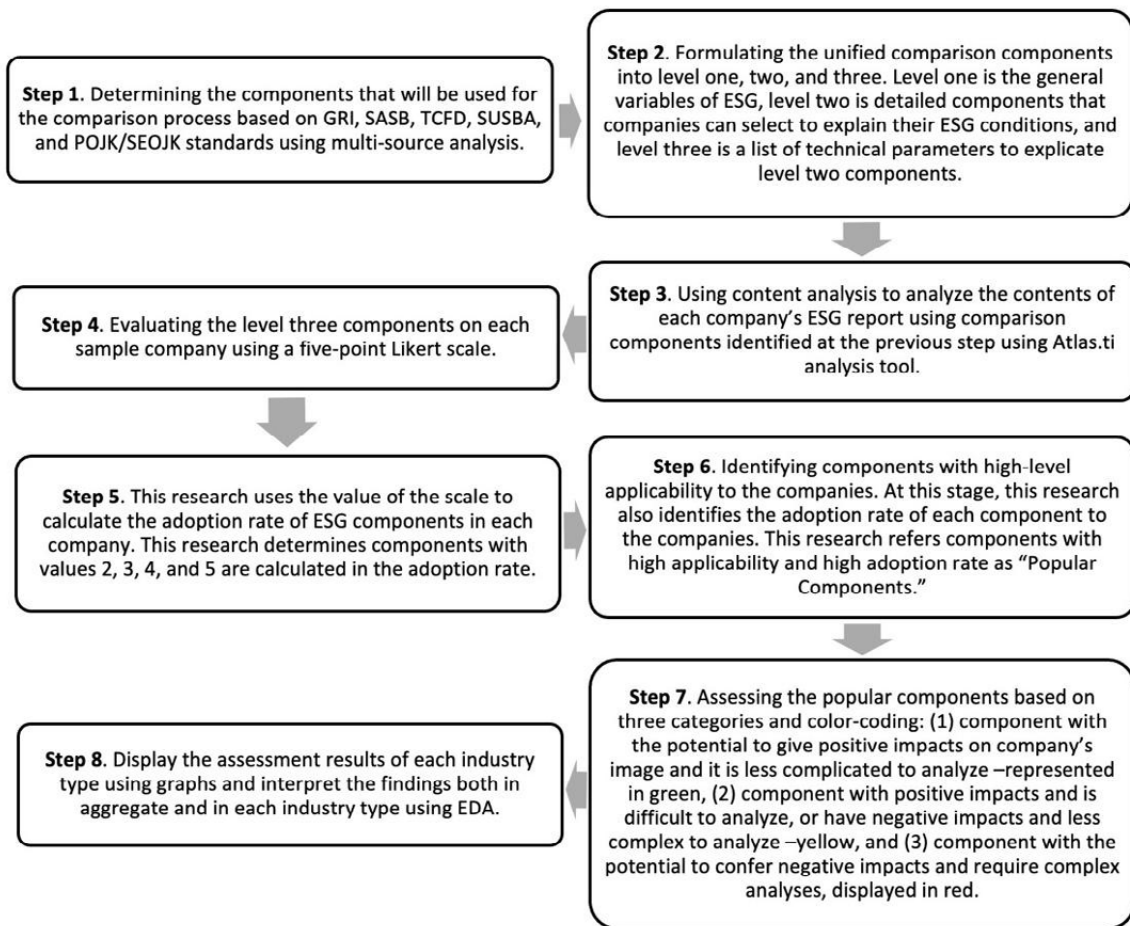 Step 1. Determining the components that will be used for
the comparison process based on GRI, SASB, TCFD, SUSBA,
and POJK/SEOJK standards using multi-source analysis.
Step 2. Formulating the unified comparison components
into level one, two, and three. Level one is the general
variables of ESG, level two is detailed components that
companies can select to explain their ESG conditions, and
level three is a list of technical parameters to explicate
level two components.
Step 3. Using content analysis to analyze the contents of
each company’s ESG report using comparison
components identified at the previous step using Atlas.ti
analysis tool.
Step 4. Evaluating the level three components on each
sample company using a five-point Likert scale.
Step 5. This research uses the value of the scale to
calculate the adoption rate of ESG components in each
company. This research determines components with
values 2, 3, 4, and 5 are calculated in the adoption rate.
Step 6. Identifying components with high-level
applicability to the companies. At this stage, this research
also identifies the adoption rate of each component to
the companies. This research refers components with
high applicability and high adoption rate as “Popular
Components.”
Step 7. Assessing the popular components based on
three categories and color-coding: (1) component with
the potential to give positive impacts on company’s
image and it is less complicated to analyze –represented
in green, (2) component with positive impacts and is
difficult to analyze, or have negative impacts and less
complex to analyze –yellow, and (3) component with the
potential to confer negative impacts and require complex
analyses, displayed in red.
Step 8. Display the assessment results of each industry
type using graphs and interpret the findings both in
aggregate and in each industry type using EDA.